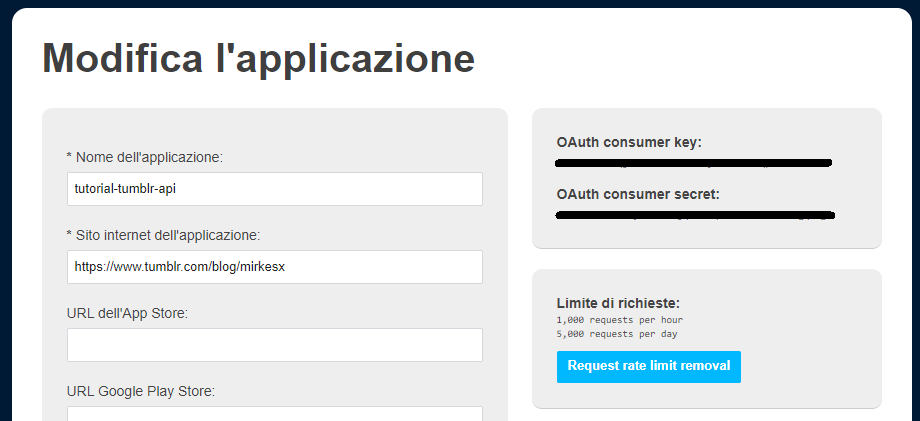 Modifica l'applicazione
* Nome dell'applicazione:
tutorial-tumblr-api
* Sito internet dell'applicazione:
https://www.tumblr.com/blog/mirkesx
URL dell'App Store:
URL Google Play Store:
OAuth consumer key:
OAuth consumer secret:
Limite di richieste:
1,000 requests per hour
5,000 requests per day
Request rate limit removal